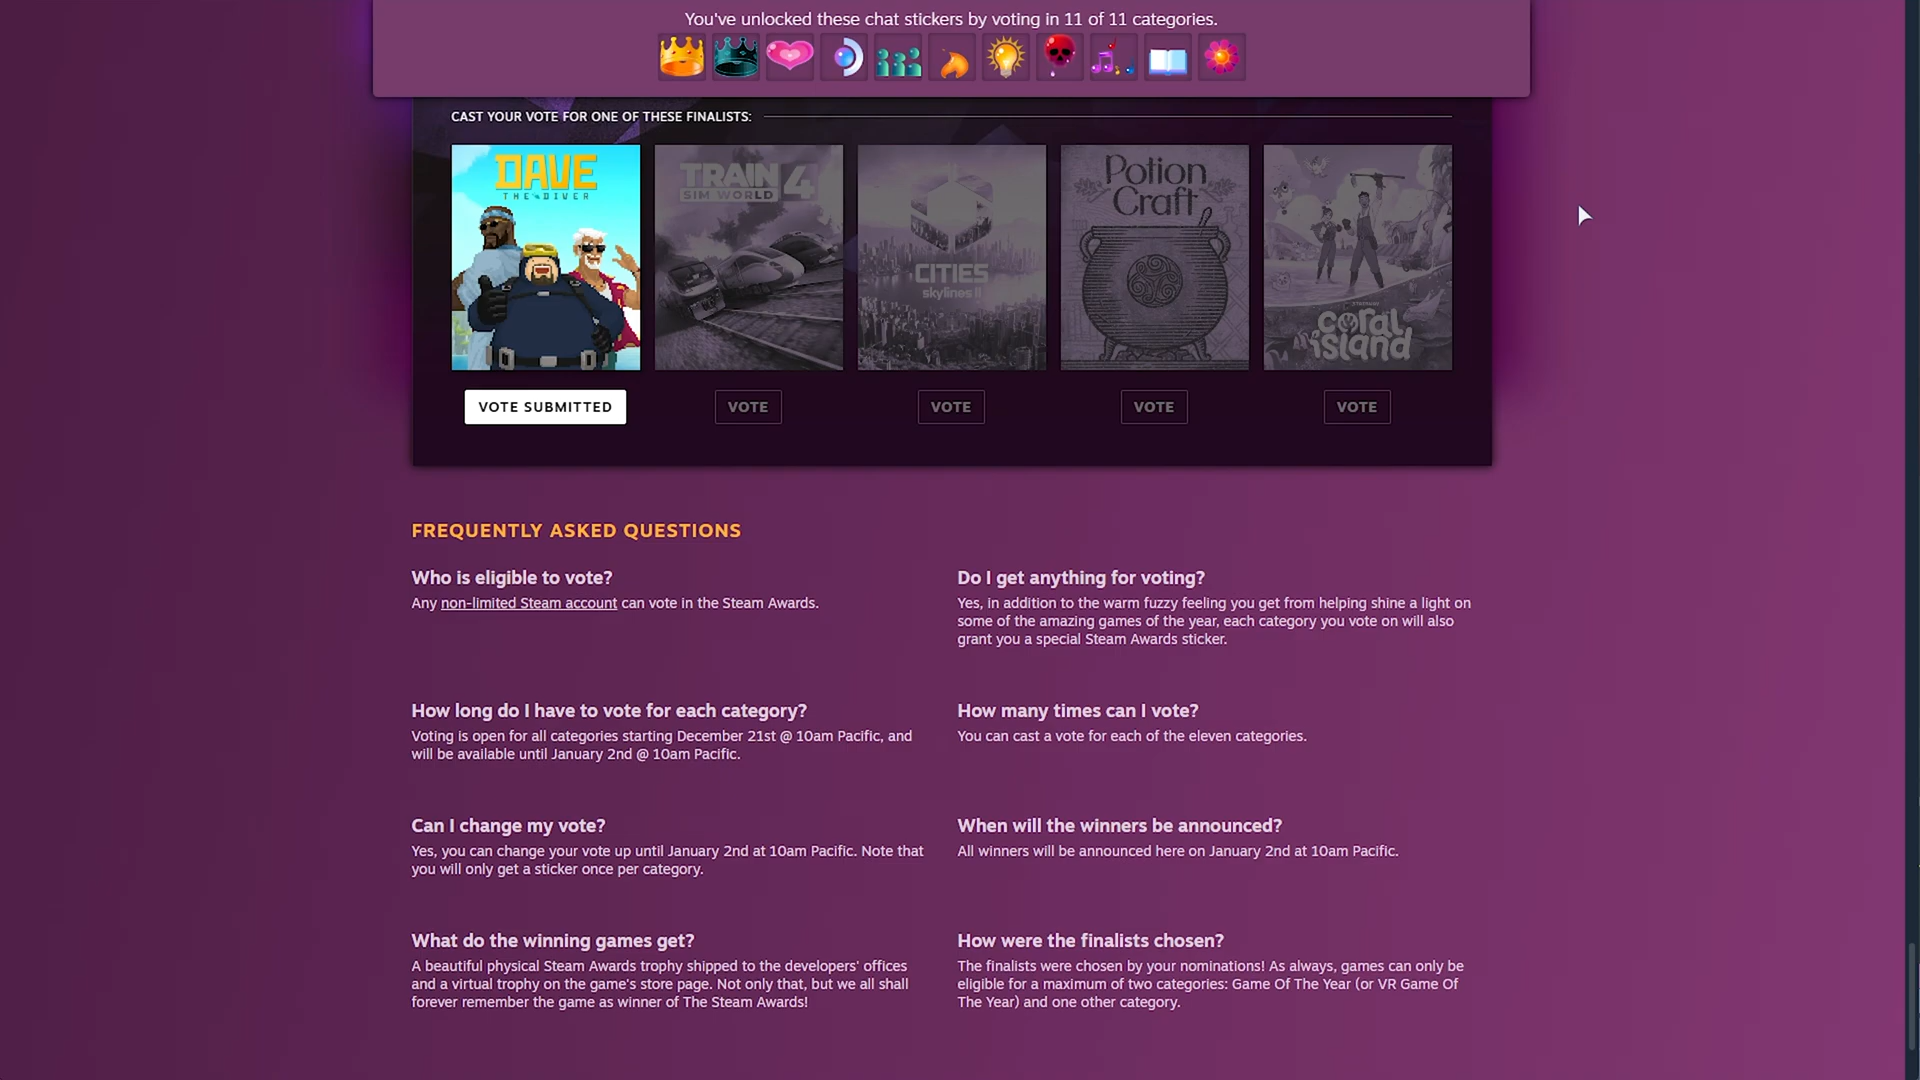 You've unlocked these chat stickers by voting in 11 of 11 categories.
CAST YOUR VOTE FOR ONE OF THESE FINALISTS:
DAVE
THE DIVER
TRAIN
SIM WORLD 4
CITIES
skylines II
Potion
Craft
coral
island
VOTE SUBMITTED
VOTE
VOTE
VOTE
VOTE
FREQUENTLY ASKED QUESTIONS
Who is eligible to vote?
Any non-limited Steam account can vote in the Steam Awards.
Do I get anything for voting?
Yes, in addition to the warm fuzzy feeling you get from helping shine a light on
some of the amazing games of the year, each category you vote on will also
grant you a special Steam Awards sticker.
How long do I have to vote for each category?
Voting is open for all categories starting December 21st @ 10am Pacific, and
will be available until January 2nd @ 10am Pacific.
How many times can I vote?
You can cast a vote for each of the eleven categories.
Can I change my vote?
Yes, you can change your vote up until January 2nd at 10am Pacific. Note that
you will only get a sticker once per category.
When will the winners be announced?
All winners will be announced here on January 2nd at 10am Pacific.
What do the winning games get?
A beautiful physical Steam Awards trophy shipped to the developers' offices
and a virtual trophy on the game's store page. Not only that, but we all shall
forever remember the game as winner of The Steam Awards!
How were the finalists chosen?
The finalists were chosen by your nominations! As always, games can only be
eligible for a maximum of two categories: Game Of The Year (or VR Game Of
The Year) and one other category.